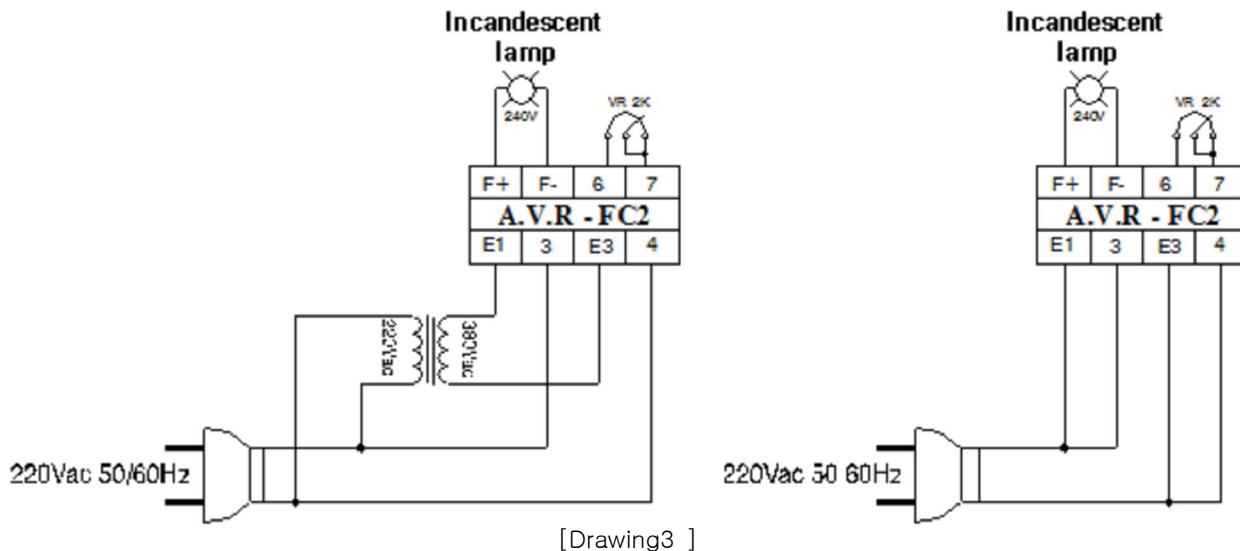 Incandescent
lamp
240V
VR 2K
F+ F- 6 7
A.V.R - FC2
E1 3 E3 4
220Vac
380Vac
220Vac 50/60Hz
Incandescent
lamp
240V
VR 2K
F+ F- 6 7
A.V.R - FC2
E1 3 E3 4
220Vac 50 60Hz
[Drawing3 ]